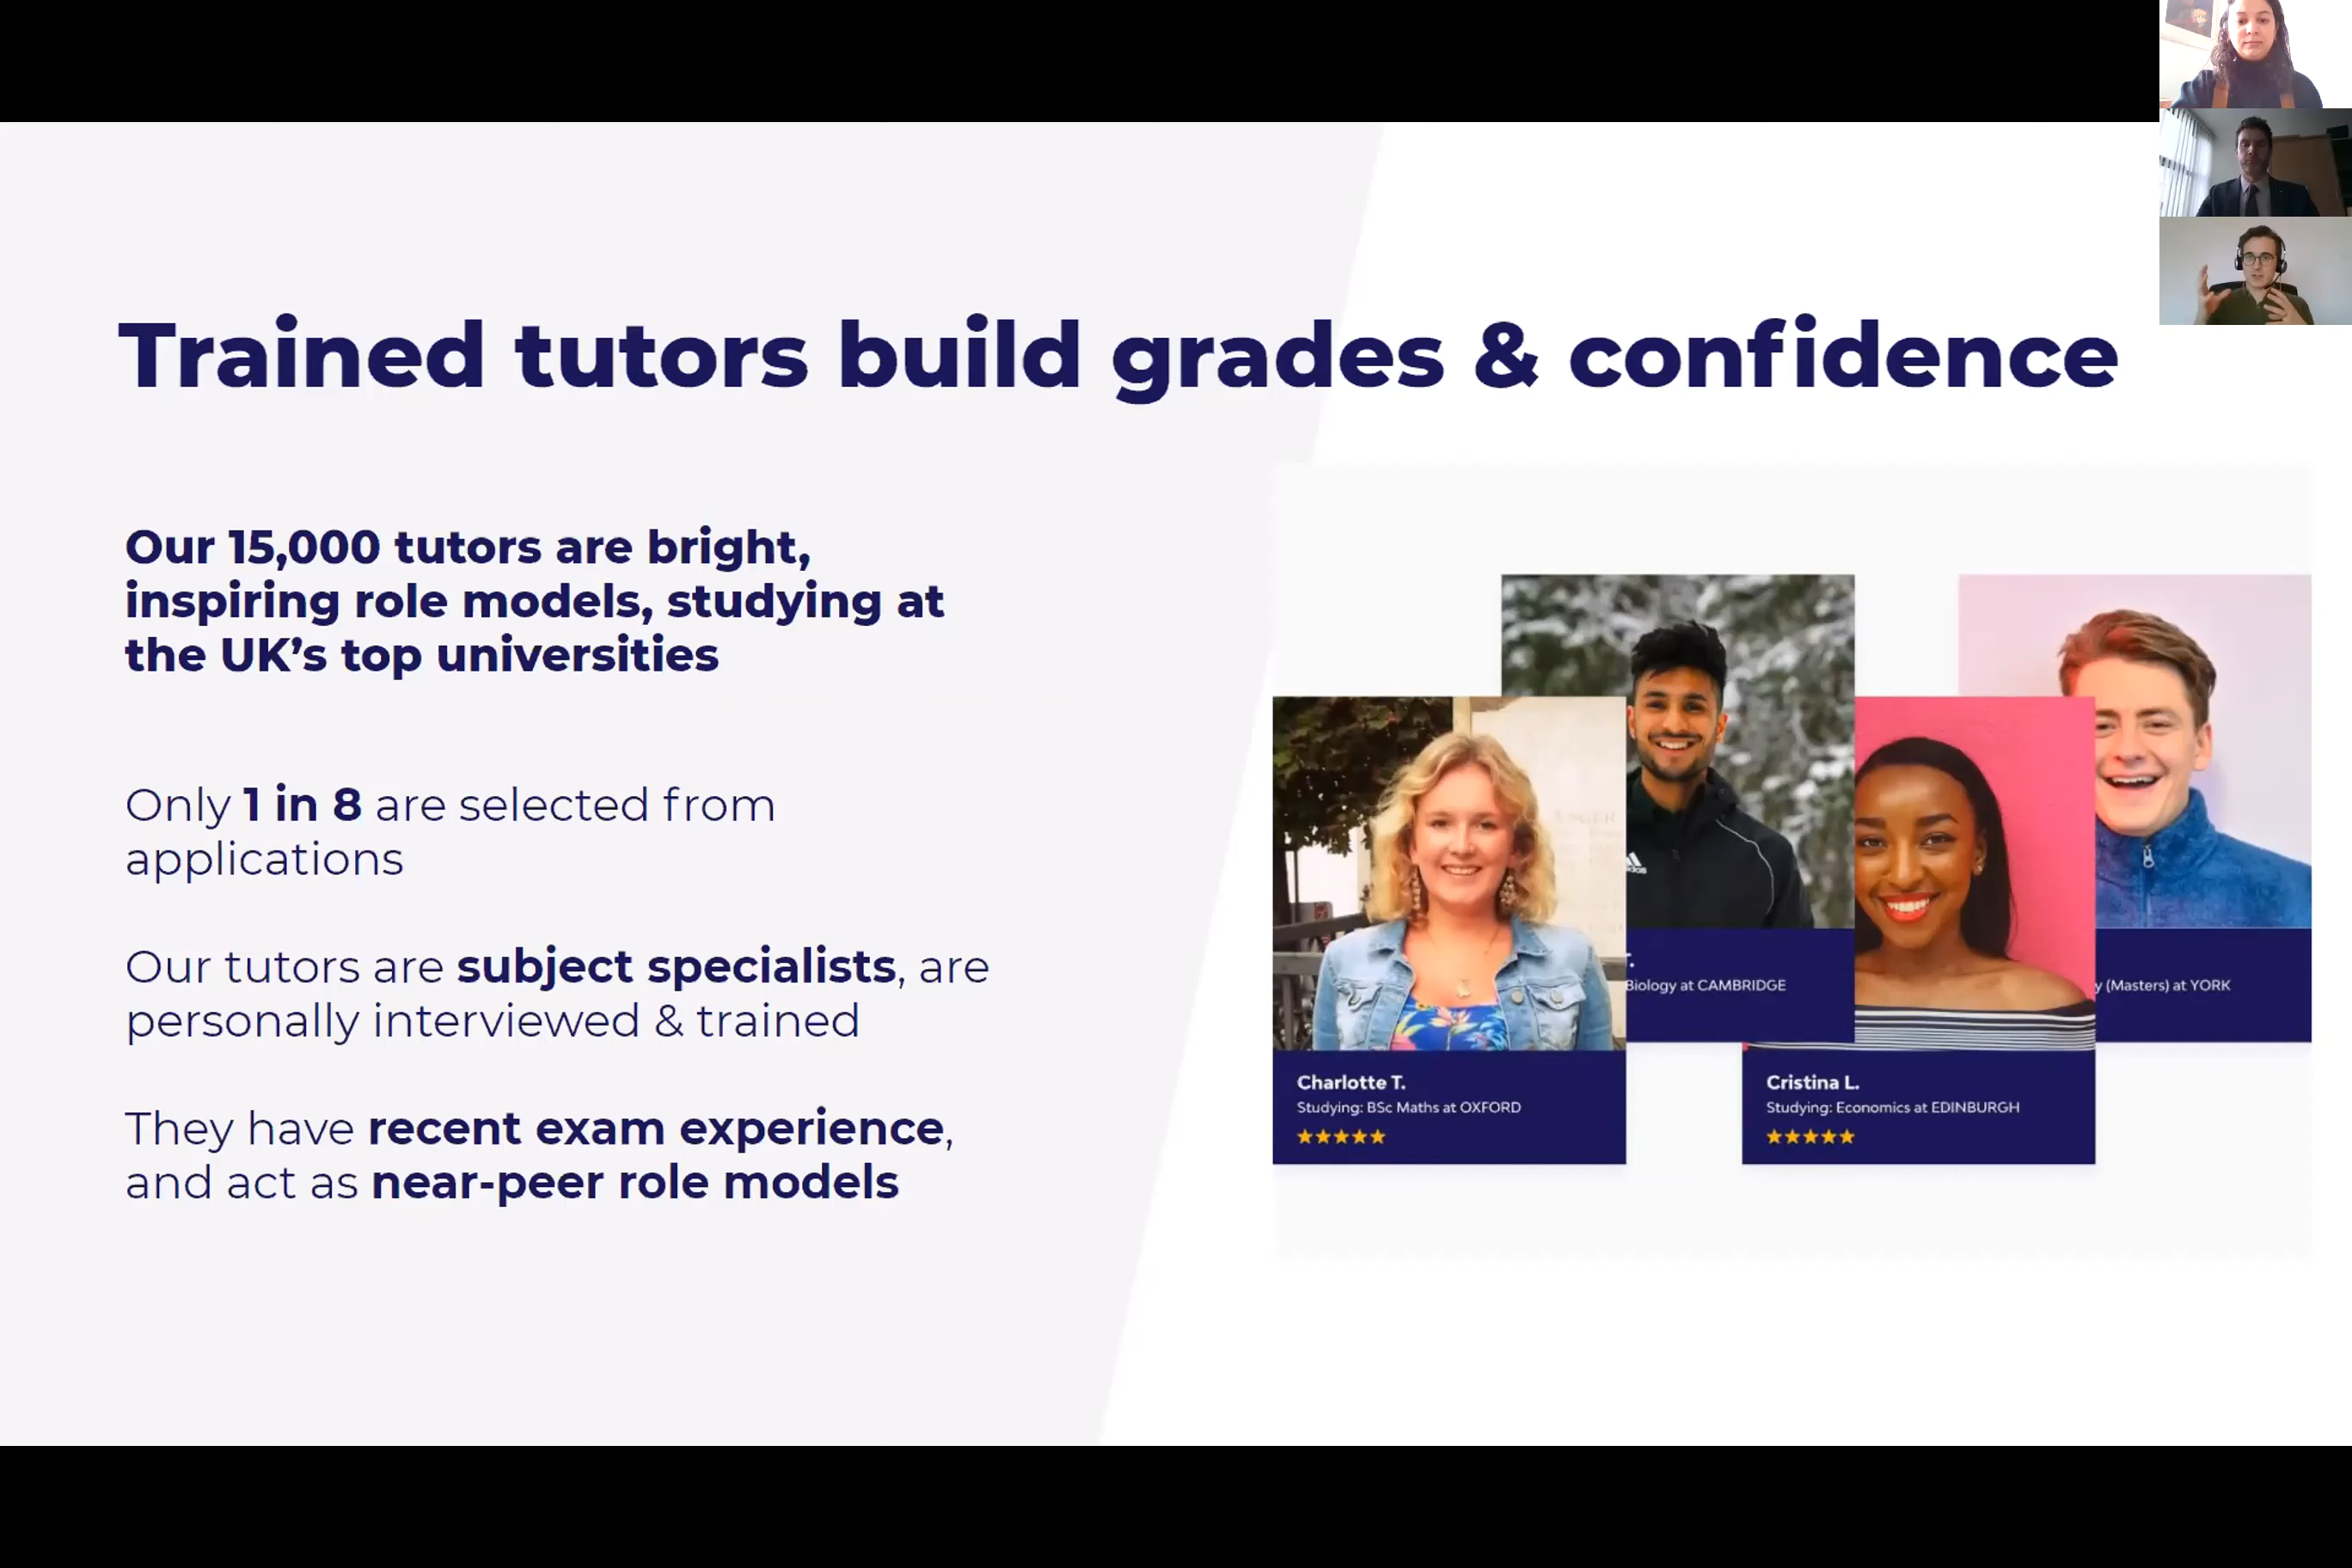 Trained tutors build grades & confidence
Our 15,000 tutors are bright,
inspiring role models, studying at
the UK’s top universities
Only 1 in 8 are selected from
applications
Our tutors are subject specialists, are
personally interviewed & trained
They have recent exam experience,
and act as near-peer role models
Biology at CAMBRIDGE
(Masters) at YORK
Charlotte T.
Studying: BSc Maths at OXFORD
Cristina L.
Studying: Economics at EDINBURGH